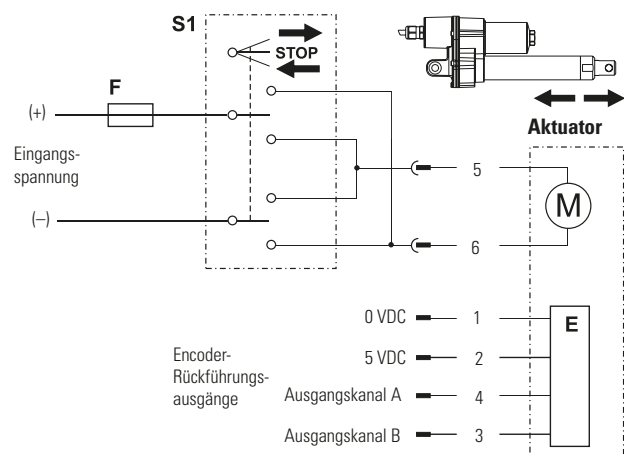 S1
STOP
F
(+)
Eingangs-
spannung
(–)
Aktuator
5
M
6
0 VDC 1
E
5 VDC 2
Encoder-
Rückführungs-
ausgänge
Ausgangskanal A 4
Ausgangskanal B 3